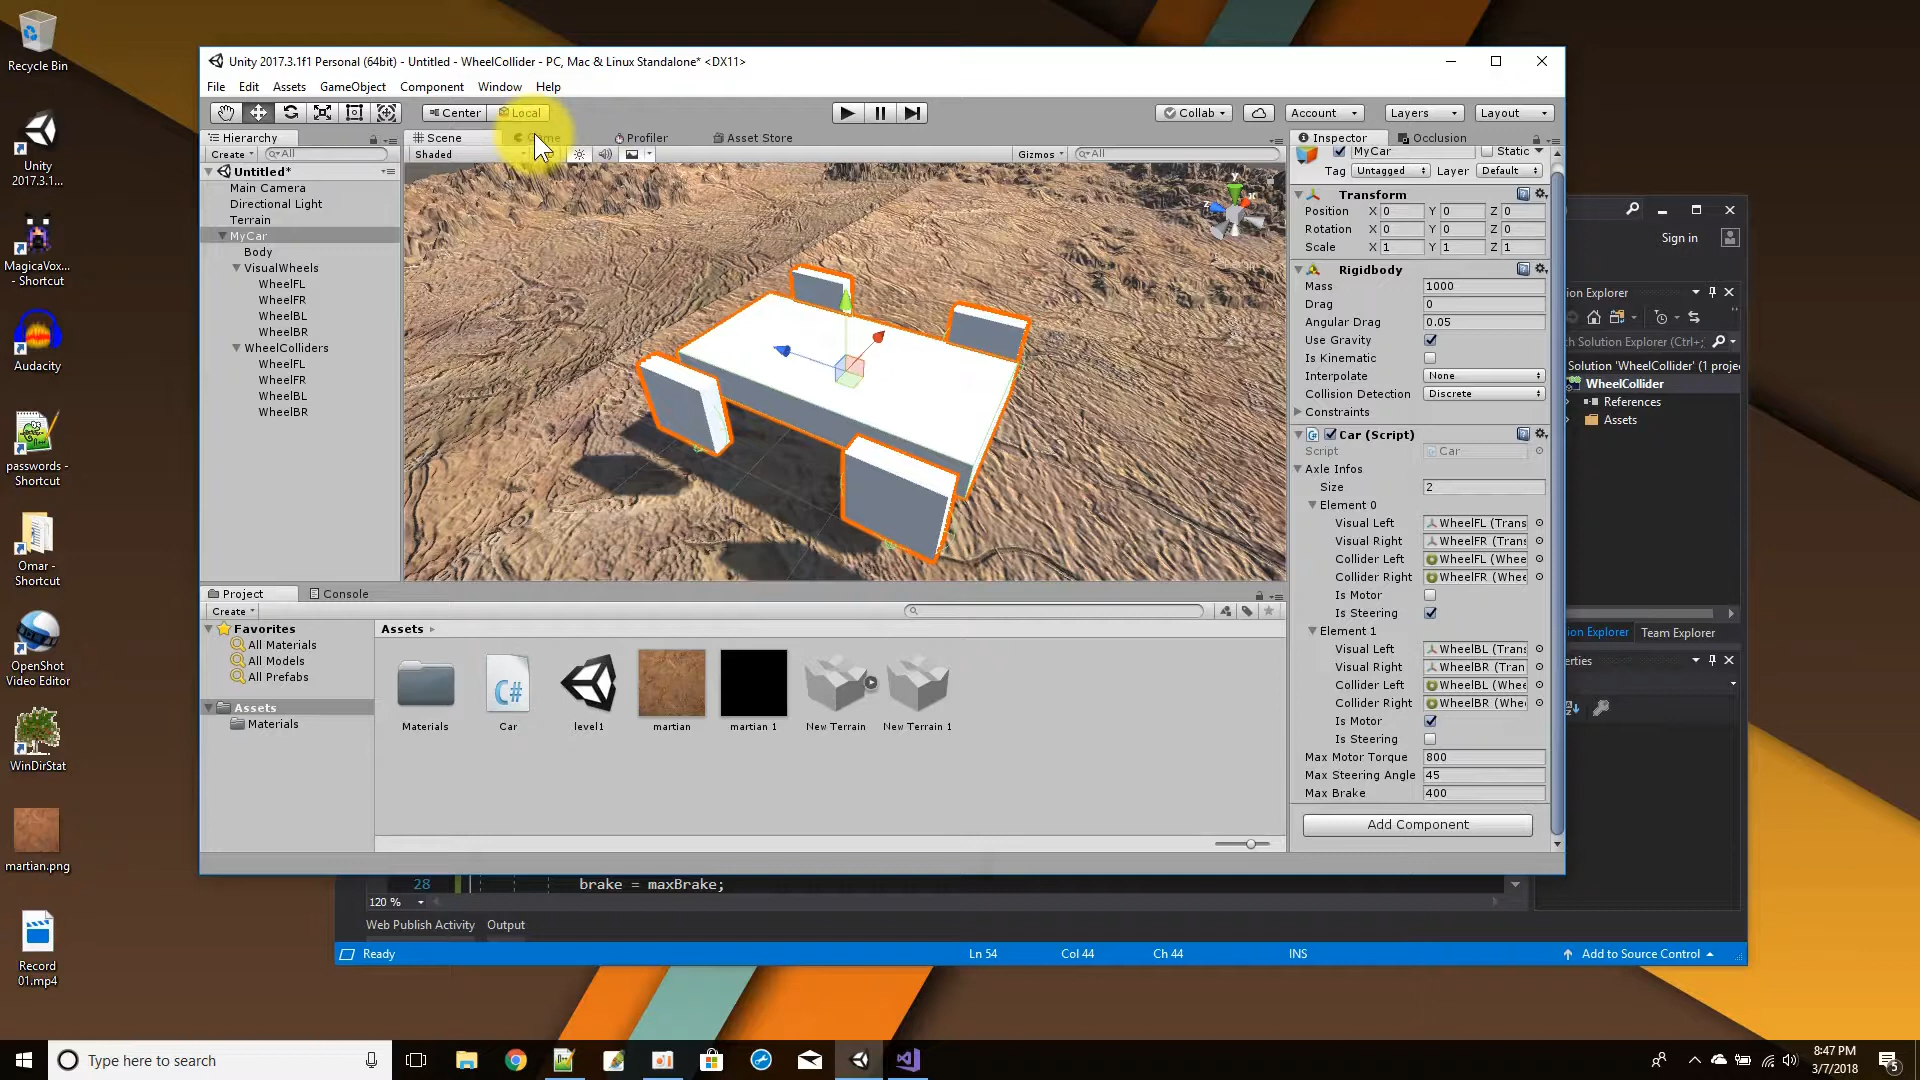 Recycle Bin
Unity
2017.3.1...
MagicaVox...
- Shortcut
Audacity
passwords -
Shortcut
Omar -
Shortcut
OpenShot
Video Editor
WinDirStat
martian.png
Record
01.mp4
Unity 2017.3.1f1 Personal (64bit) - Untitled - WheelCollider - PC, Mac & Linux Standalone* <DX11>
File Edit Assets GameObject Component Window Help
Center Local
Collab Account Layers Layout
Hierarchy
Create All
Untitled*
Main Camera
Directional Light
Terrain
MyCar
Body
VisualWheels
WheelFL
WheelFR
WheelBL
WheelBR
WheelColliders
WheelFL
WheelFR
WheelBL
WheelBR
Scene Game Profiler Asset Store
Shaded Gizmos All
Inspector Occlusion
MyCar Static
Tag Untagged Layer Default
Transform
Position X 0 Y 0 Z 0
Rotation X 0 Y 0 Z 0
Scale X 1 Y 1 Z 1
Rigidbody
Mass 1000
Drag 0
Angular Drag 0.05
Use Gravity
Is Kinematic
Interpolate None
Collision Detection Discrete
Constraints
Car (Script)
Script Car
Axle Infos
Size 2
Element 0
Visual Left WheelFL (Trans
Visual Right WheelFR (Trans
Collider Left WheelFL (Whee
Collider Right WheelFR (Whee
Is Motor
Is Steering
Element 1
Visual Left WheelBL (Trans
Visual Right WheelBR (Tran
Collider Left WheelBL (Whee
Collider Right WheelBR (Whee
Is Motor
Is Steering
Max Motor Torque 800
Max Steering Angle 45
Max Brake 400
Add Component
Project Console
Create
Favorites
All Materials
All Models
All Prefabs
Assets
Materials
Assets
Materials
Car
level1
martian
martian 1
New Terrain
New Terrain 1
Sign in
ion Explorer
ch Solution Explorer (Ctrl+;
Solution 'WheelCollider' (1 projec
WheelCollider
References
Assets
ion Explorer Team Explorer
erties
28 brake = maxBrake;
120 %
Web Publish Activity Output
Ready Ln 54 Col 44 Ch 44 INS Add to Source Control
Type here to search
8:47 PM
3/7/2018
5